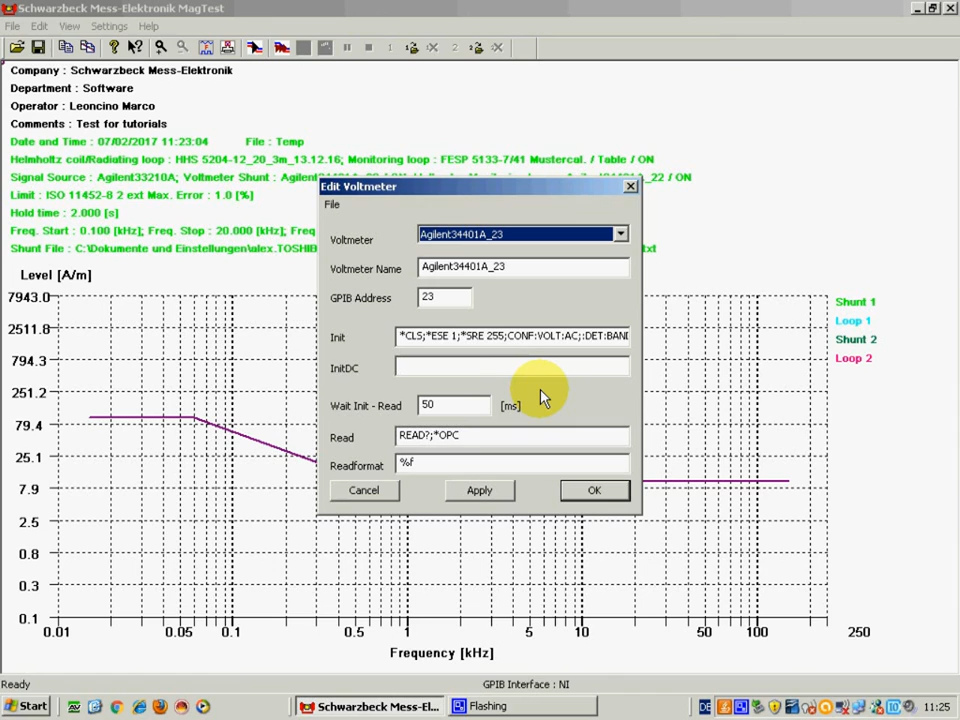 Schwarzbeck Mess-Elektronik MagTest
File Edit View Settings Help
1 2
Company : Schwarzbeck Mess-Elektronik
Department : Software
Operator : Leoncino Marco
Comments : Test for tutorials
Date and Time : 07/02/2017 11:23:04 File : Temp
Helmholtz coil/Radiating loop : HHS 5204-12_20_3m_13.12.16; Monitoring loop : FESP 5133-7/41 Mustercal. / Table / ON
Signal Source : Agilent33210A; Voltmeter Shunt : Agilent
_22 / ON
Limit : ISO 11452-8 2 ext Max. Error : 1.0 [%]
Hold time : 2.000 [s]
Freq. Start : 0.100 [kHz]; Freq. Stop : 20.000 [kHz];
Shunt File : C:\Dokumente und Einstellungen\alex.TOSHIB
txt
Edit Voltmeter
File
Voltmeter Agilent34401A_23
Voltmeter Name Agilent34401A_23
GPIB Address 23
Init *CLS;*ESE 1;*SRE 255;CONF:VOLT:AC;:DET:BAND
InitDC
Wait Init - Read 50 [ms]
Read READ?;*OPC
Readformat %f
Cancel Apply OK
Level [A/m]
7943.0
2511.8
794.3
251.2
79.4
25.1
7.9
2.5
0.8
0.3
0.1
Shunt 1
Loop 1
Shunt 2
Loop 2
0.01 0.05 0.1 0.5 1 5 10 50 100 250
Frequency [kHz]
Ready GPIB Interface : NI
Start Schwarzbeck Mess-El... Flashing DE 11:25